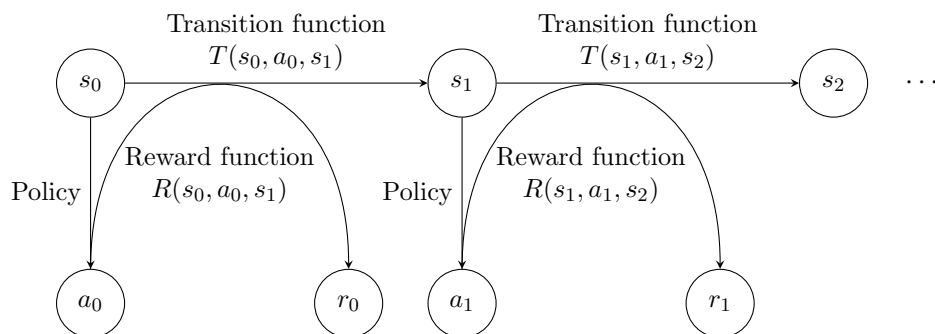 Transition function
T(s₀, a₀, s₁)
Transition function
T(s₁, a₁, s₂)
s₀
s₁
s₂
···
Reward function
R(s₀, a₀, s₁)
Reward function
R(s₁, a₁, s₂)
Policy
Policy
a₀
r₀
a₁
r₁